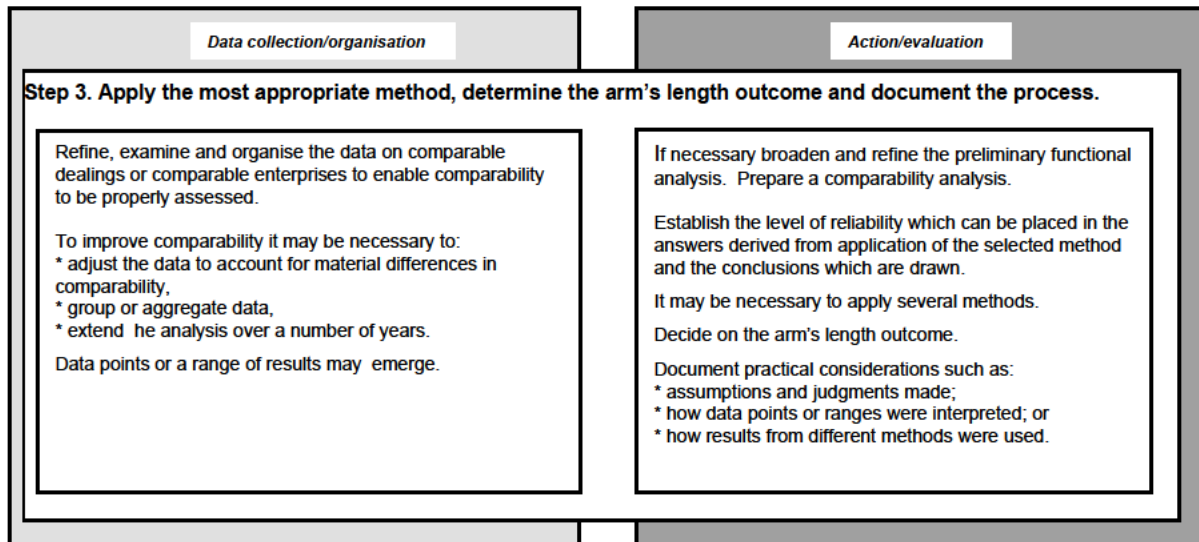 Data collection/organisation
Action/evaluation
Step 3. Apply the most appropriate method, determine the arm's length outcome and document the process.
Refine, examine and organise the data on comparable
dealings or comparable enterprises to enable comparability
to be properly assessed.
To improve comparability it may be necessary to:
* adjust the data to account for material differences in
comparability,
* group or aggregate data,
* extend he analysis over a number of years.
Data points or a range of results may emerge.
If necessary broaden and refine the preliminary functional
analysis. Prepare a comparability analysis.
Establish the level of reliability which can be placed in the
answers derived from application of the selected method
and the conclusions which are drawn.
It may be necessary to apply several methods.
Decide on the arm's length outcome.
Document practical considerations such as:
* assumptions and judgments made;
* how data points or ranges were interpreted; or
* how results from different methods were used.